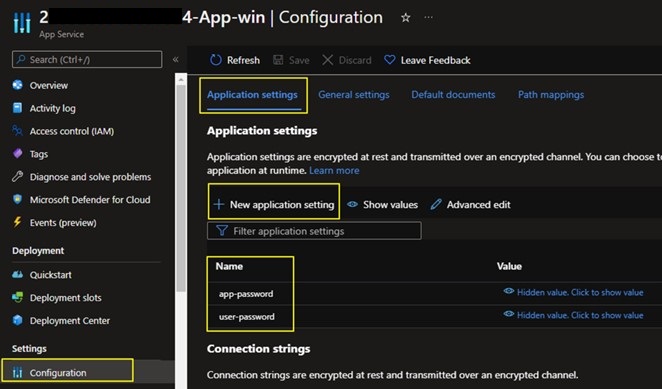 2 4-App-win | Configuration ☆ ...
App Service
Search (Ctrl+/) «
Overview
Activity log
Access control (IAM)
Tags
Diagnose and solve problems
Microsoft Defender for Cloud
Events (preview)
Deployment
Quickstart
Deployment slots
Deployment Center
Settings
Configuration
Refresh Save Discard Leave Feedback
Application settings General settings Default documents Path mappings
Application settings
Application settings are encrypted at rest and transmitted over an encrypted channel. You can choose to
application at runtime. Learn more
+ New application setting Show values Advanced edit
Filter application settings
Name Value
app-password Hidden value. Click to show value
user-password Hidden value. Click to show value
Connection strings
Connection strings are encrypted at rest and transmitted over an encrypted channel.